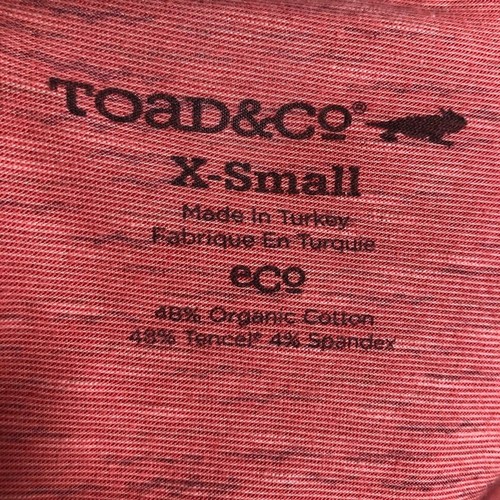 TOAD&CO®
X-Small
Made In Turkey
Fabrique En Turquie
eco
48% Organic Cotton
48% Tencel® 4% Spandex